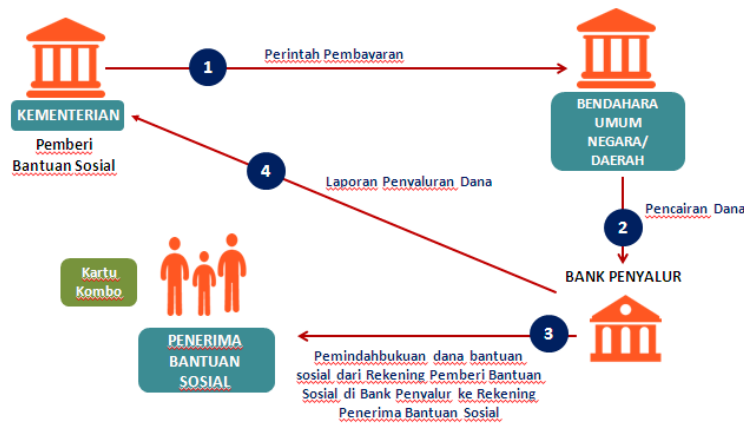 1
Perintah Pembayaran
KEMENTERIAN
Pemberi
Bantuan Sosial
BENDAHARA
UMUM
NEGARA/
DAERAH
4
Laporan Penyaluran Dana
2
Pencairan Dana
BANK PENYALUR
Kartu
Kombo
3
PENERIMA
BANTUAN
SOSIAL
Pemindahbukuan dana bantuan
sosial dari Rekening Pemberi Bantuan
Sosial di Bank Penyalur ke Rekening
Penerima Bantuan Sosial